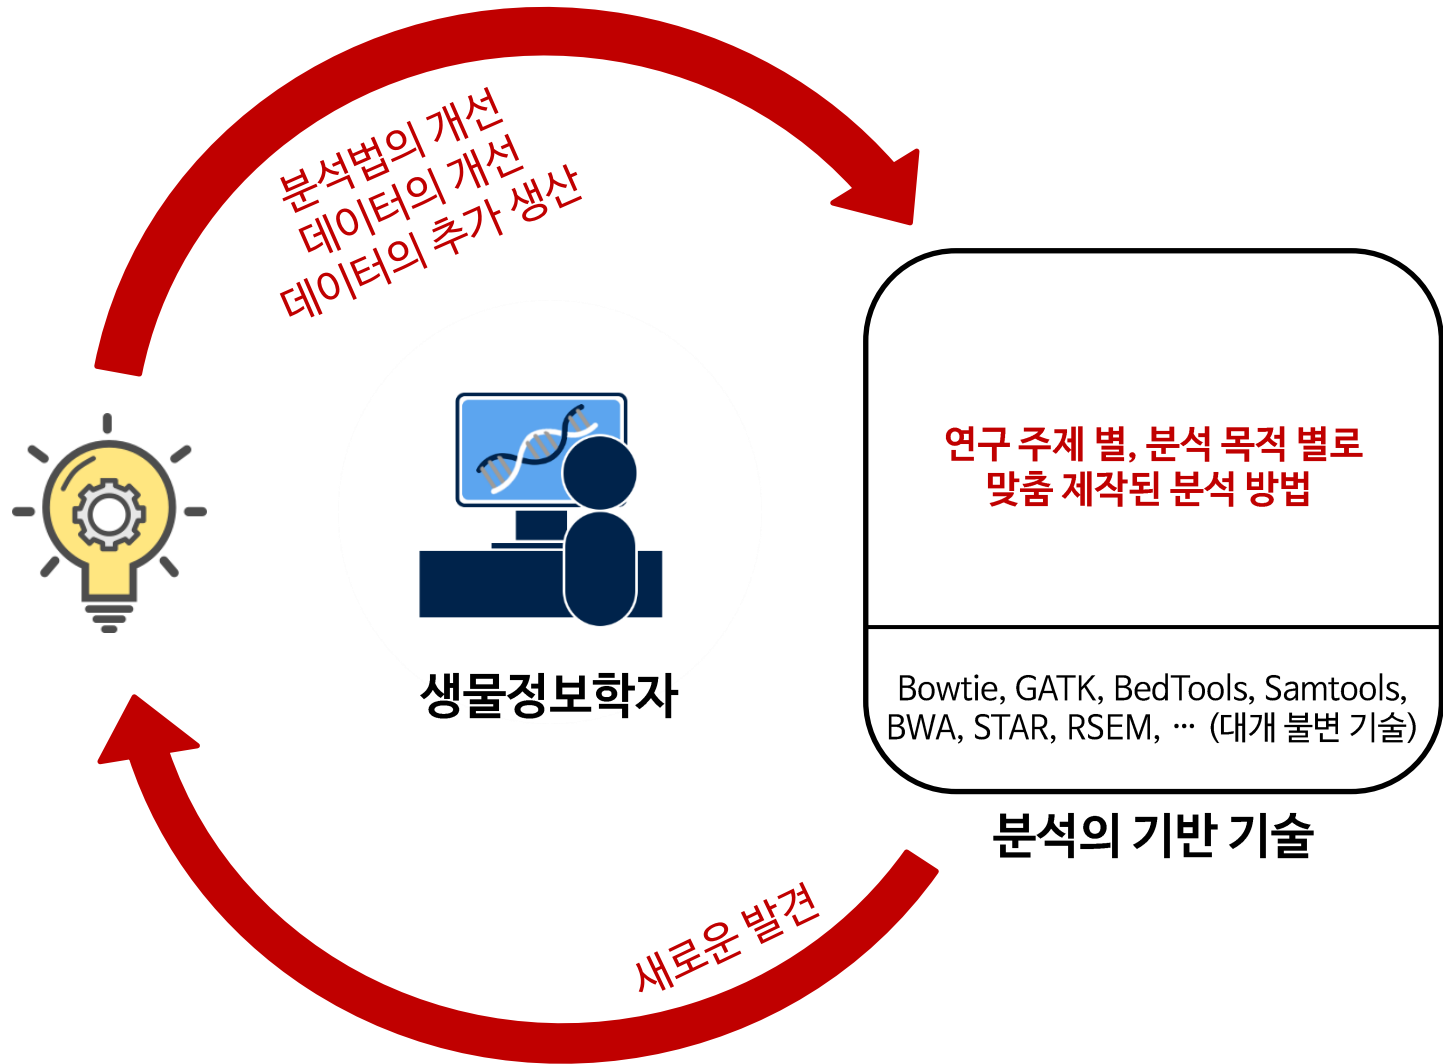 분석법의 개선
데이터의 개선
데이터의 추가 생산
연구 주제 별, 분석 목적 별로
맞춤 제작된 분석 방법
생물정보학자
Bowtie, GATK, BedTools, Samtools,
BWA, STAR, RSEM, … (대개 불변 기술)
분석의 기반 기술
새로운 발견